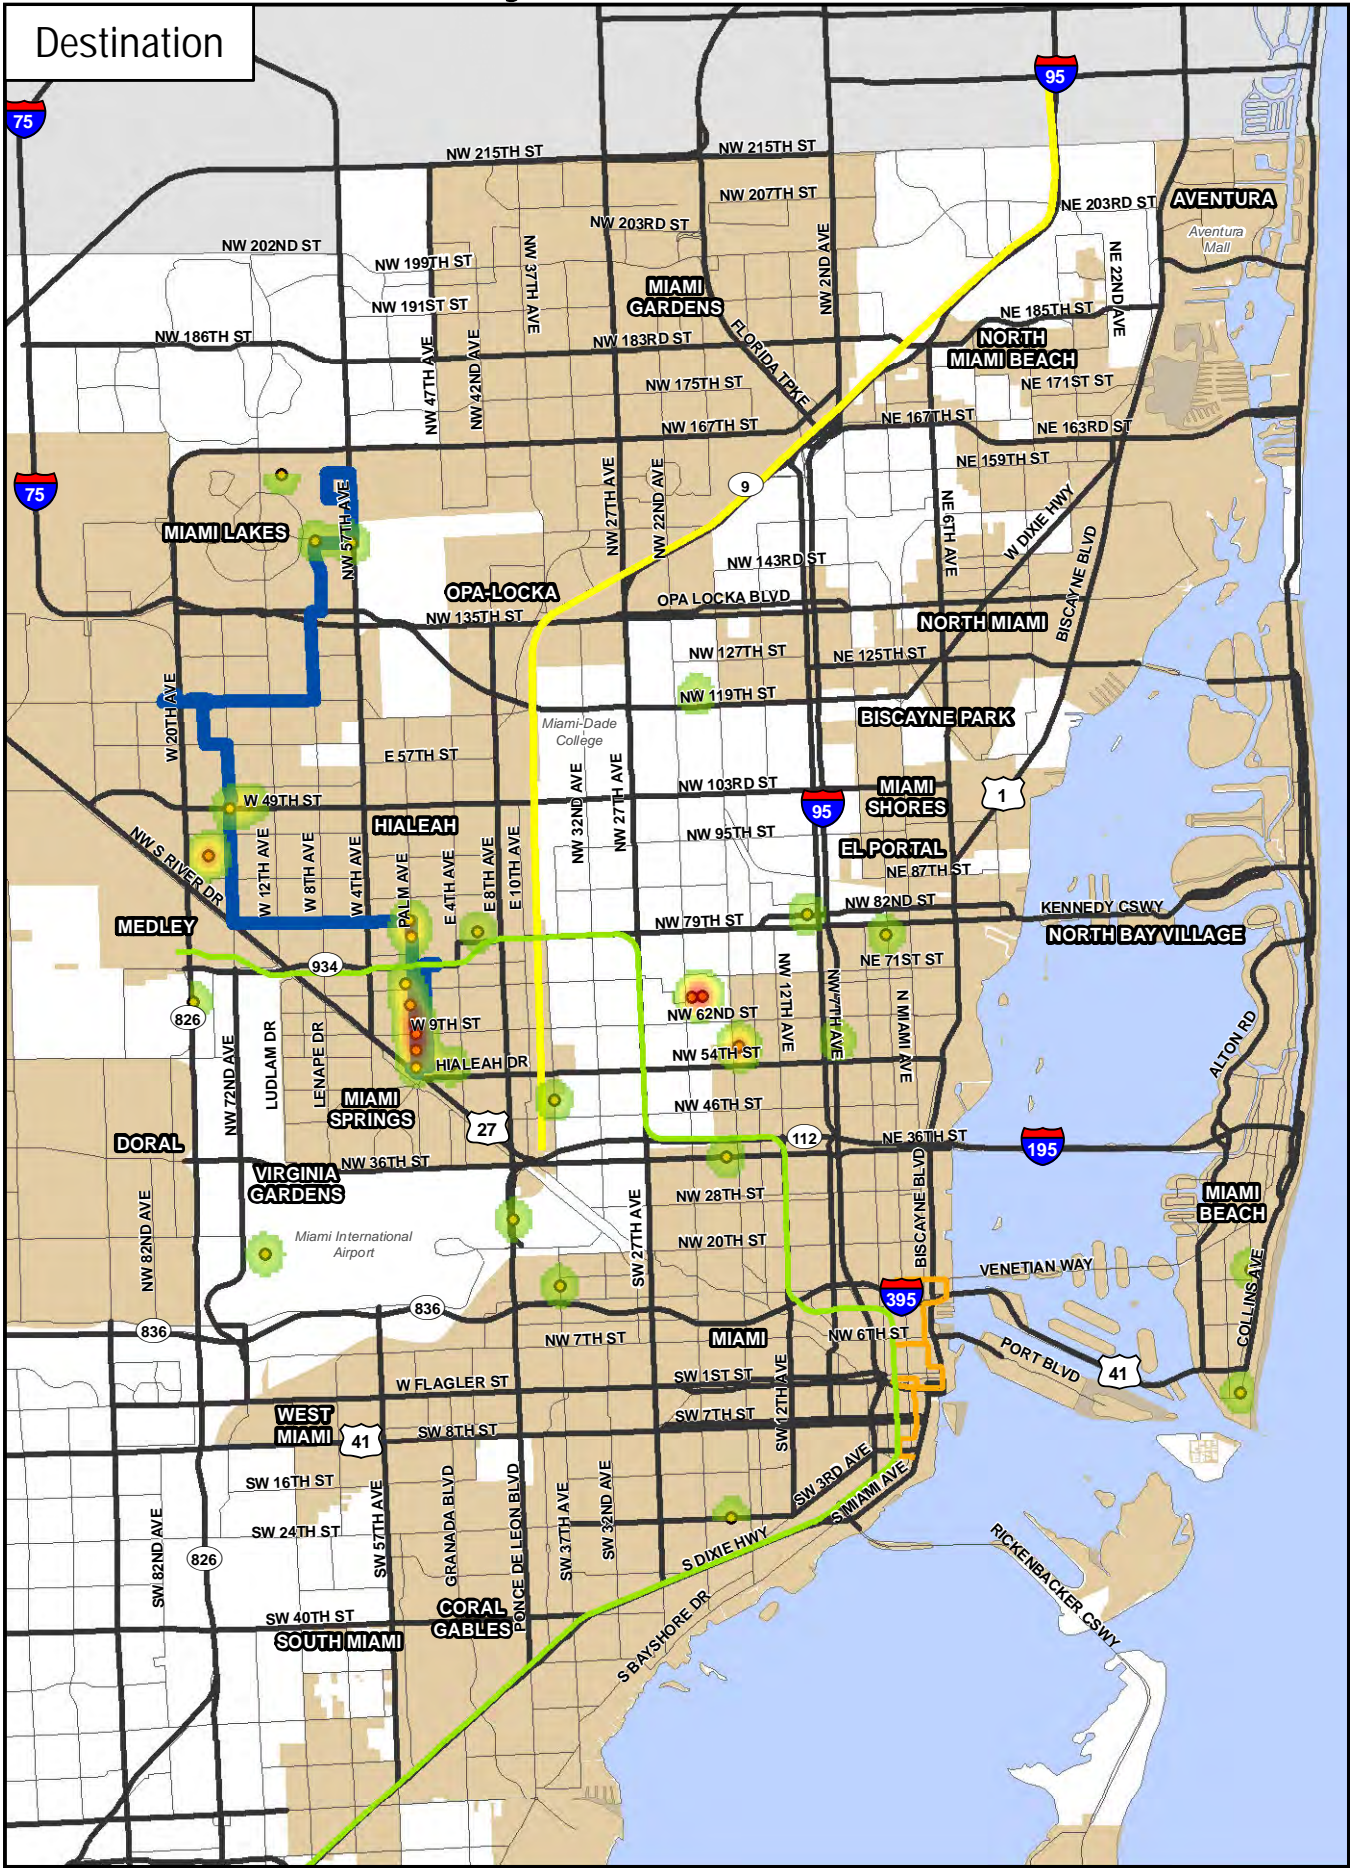 Destination
95
75
NW 215TH ST
NW 215TH ST
NW 207TH ST
NE 203RD ST
AVENTURA
NW 203RD ST
Aventura
Mall
NW 202ND ST
NW 199TH ST
NW 37TH AVE
NW 2ND AVE
NE 22ND AVE
MIAMI
GARDENS
NW 191ST ST
NE 185TH ST
NW 186TH ST
NW 183RD ST
FLORIDA TPKE
NORTH
MIAMI BEACH
NW 47TH AVE
NW 42ND AVE
NW 175TH ST
NE 171ST ST
NW 167TH ST
NE 167TH ST
NE 163RD ST
NE 159TH ST
75
9
NW 57TH AVE
NW 27TH AVE
NW 22ND AVE
NE 6TH AVE
W DIXIE HWY
BISCAYNE BLVD
MIAMI LAKES
NW 143RD ST
OPA-LOCKA
OPA LOCKA BLVD
NW 135TH ST
NORTH MIAMI
NW 127TH ST
NE 125TH ST
W 20TH AVE
NW 119TH ST
BISCAYNE PARK
Miami-Dade
College
E 57TH ST
NW 103RD ST
MIAMI
SHORES
1
W 49TH ST
NW 32ND AVE
NW 27TH AVE
95
HIALEAH
NW 95TH ST
EL PORTAL
NE 87TH ST
NW S RIVER DR
W 12TH AVE
W 8TH AVE
W 4TH AVE
PALM AVE
E 4TH AVE
E 8TH AVE
E 10TH AVE
NW 82ND ST
KENNEDY CSWY
MEDLEY
NW 79TH ST
NORTH BAY VILLAGE
934
NE 71ST ST
826
W 9TH ST
NW 62ND ST
NW 12TH AVE
NW 7TH AVE
N MIAMI AVE
ALTON RD
NW 72ND AVE
LUDLAM DR
LENAPE DR
HIALEAH DR
NW 54TH ST
MIAMI
SPRINGS
NW 46TH ST
27
112
NE 36TH ST
195
DORAL
NW 36TH ST
VIRGINIA
GARDENS
NW 28TH ST
BISCAYNE BLVD
MIAMI
BEACH
NW 82ND AVE
Miami International
Airport
SW 27TH AVE
NW 20TH ST
VENETIAN WAY
COLLINS AVE
395
836
836
NW 7TH ST
MIAMI
NW 6TH ST
PORT BLVD
41
SW 1ST ST
W FLAGLER ST
SW 12TH AVE
WEST
MIAMI
41
SW 7TH ST
SW 8TH ST
SW 16TH ST
SW 3RD AVE
S MIAMI AVE
SW 82ND AVE
SW 24TH ST
SW 57TH AVE
GRANADA BLVD
PONCE DE LEON BLVD
SW 37TH AVE
SW 32ND AVE
826
S DIXIE HWY
RICKENBACKER CSWY
SW 40TH ST
CORAL
GABLES
SOUTH MIAMI
S BAYSHORE DR